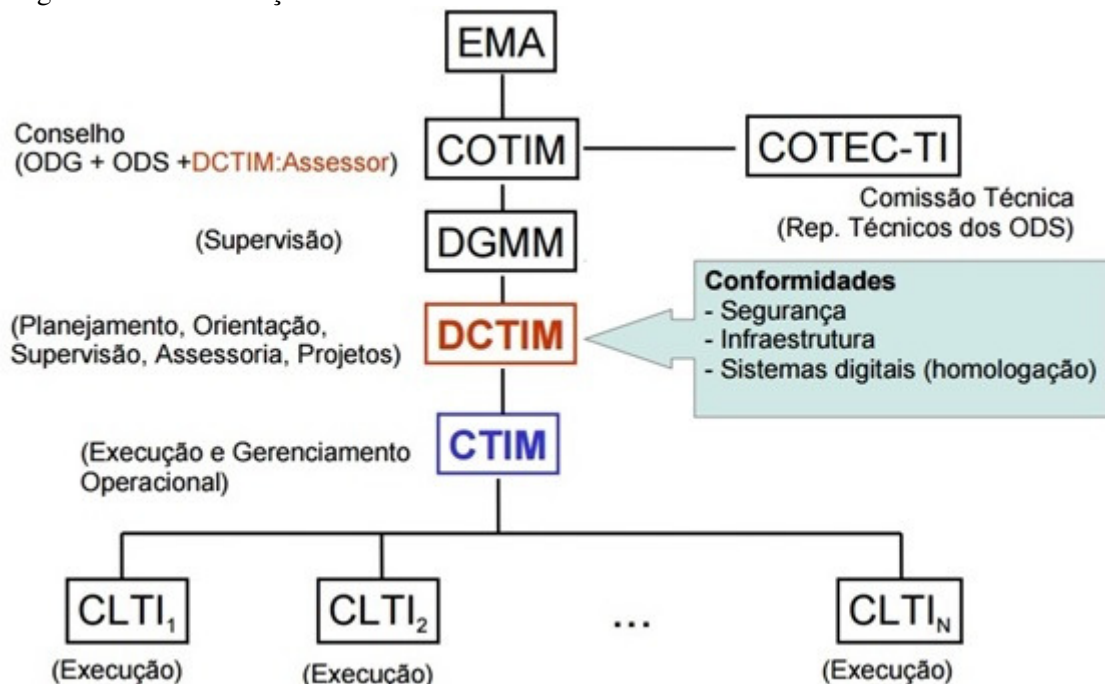 EMA
Conselho
(ODG + ODS +DCTIM:Assessor)
COTIM
COTEC-TI
Comissão Técnica
(Rep. Técnicos dos ODS)
(Supervisão)
DGMM
Conformidades
- Segurança
- Infraestrutura
- Sistemas digitais (homologação)
(Planejamento, Orientação,
Supervisão, Assessoria, Projetos)
DCTIM
CTIM
(Execução e Gerenciamento
Operacional)
CLTI1
CLTI2
...
CLTIN
(Execução)
(Execução)
(Execução)